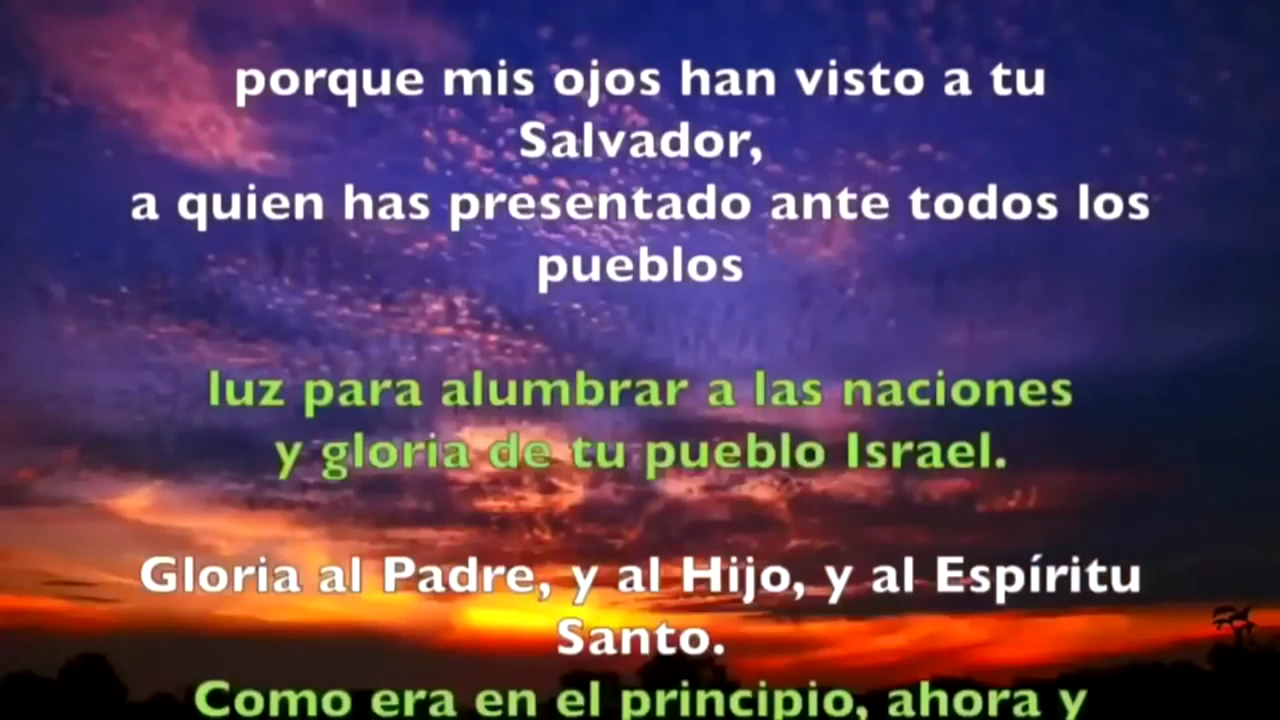 porque mis ojos han visto a tu
Salvador,
a quien has presentado ante todos los
pueblos
luz para alumbrar a las naciones
y gloria de tu pueblo Israel.
Gloria al Padre, y al Hijo, y al Espíritu
Santo.
Como era en el principio, ahora y